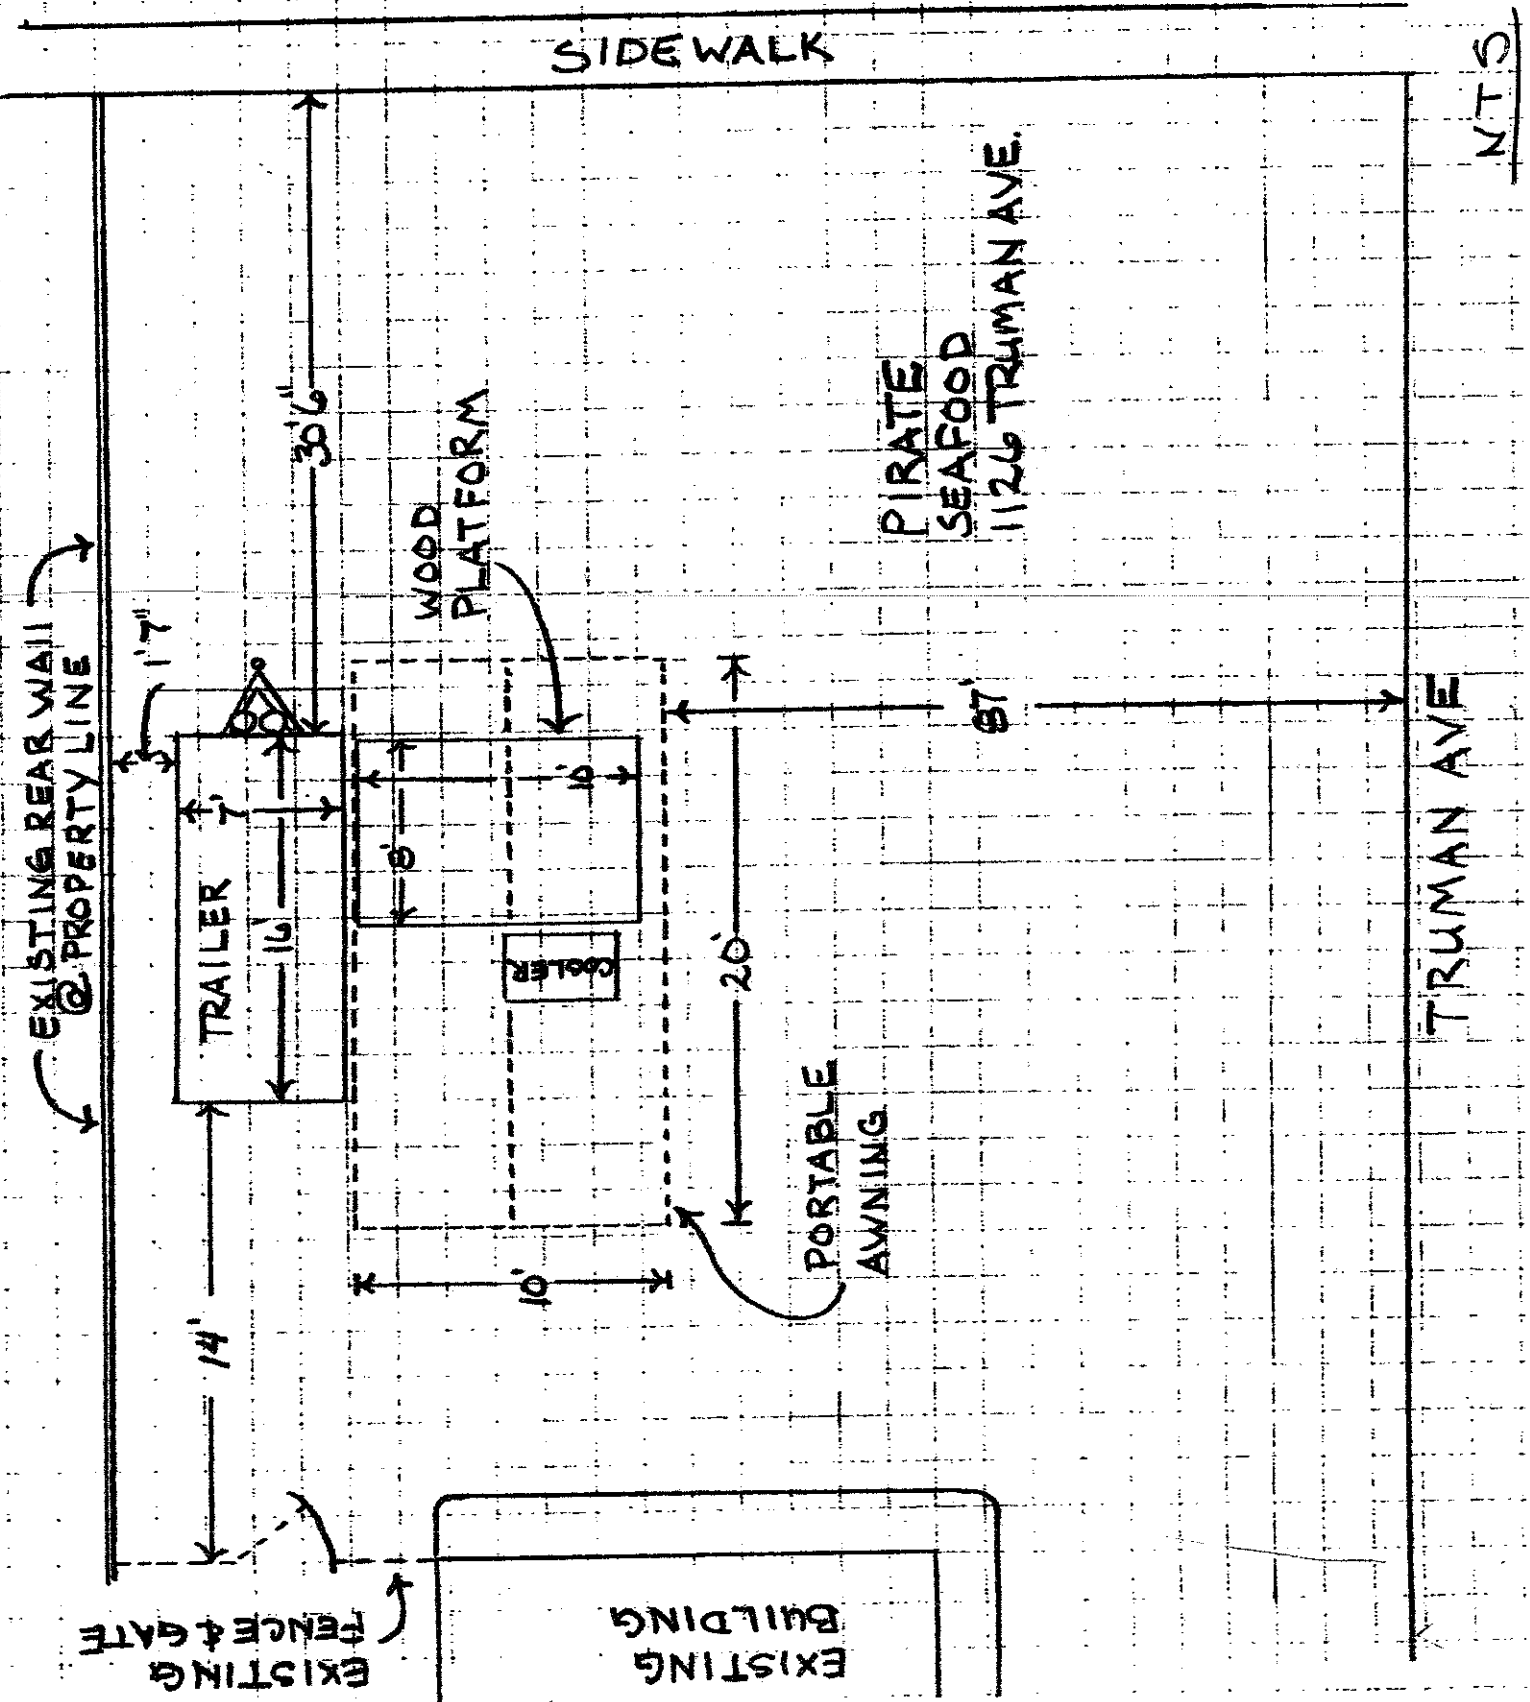 SIDEWALK
NTS
EXISTING REAR WALL
@ PROPERTY LINE
1'7"
30'6"
WOOD
PLATFORM
PIRATE
SEAFOOD
1126 TRUMAN AVE.
TRAILER
7'
16'
8'
10'
COOLER
20'
87'
TRUMAN AVE
14'
10'
PORTABLE
AWNING
EXISTING
FENCE & GATE
EXISTING
BUILDING